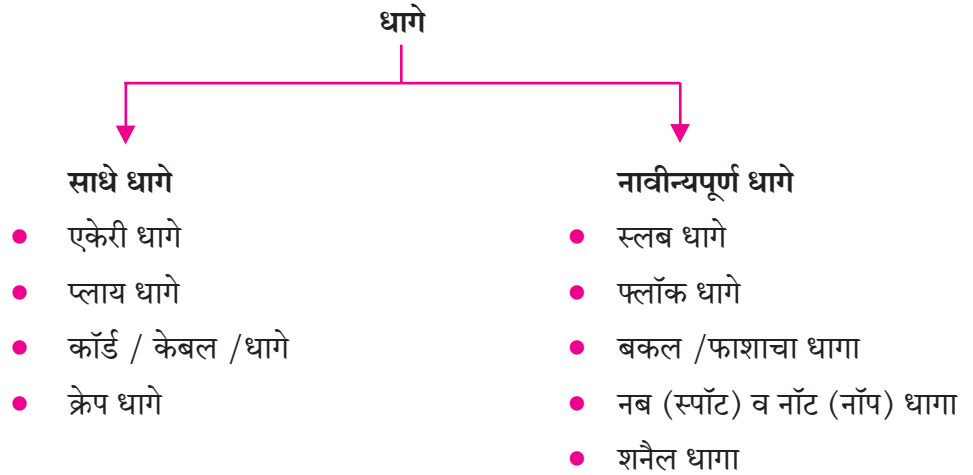 धागे
साधे धागे
● एकेरी धागे
● प्लाय धागे
● कॉर्ड / केबल /धागे
● क्रेप धागे
नावीन्यपूर्ण धागे
● स्लब धागे
● फ्लॉक धागे
● बकल /फाशाचा धागा
● नब (स्पॉट) व नॉट (नॉप) धागा
● शनैल धागा